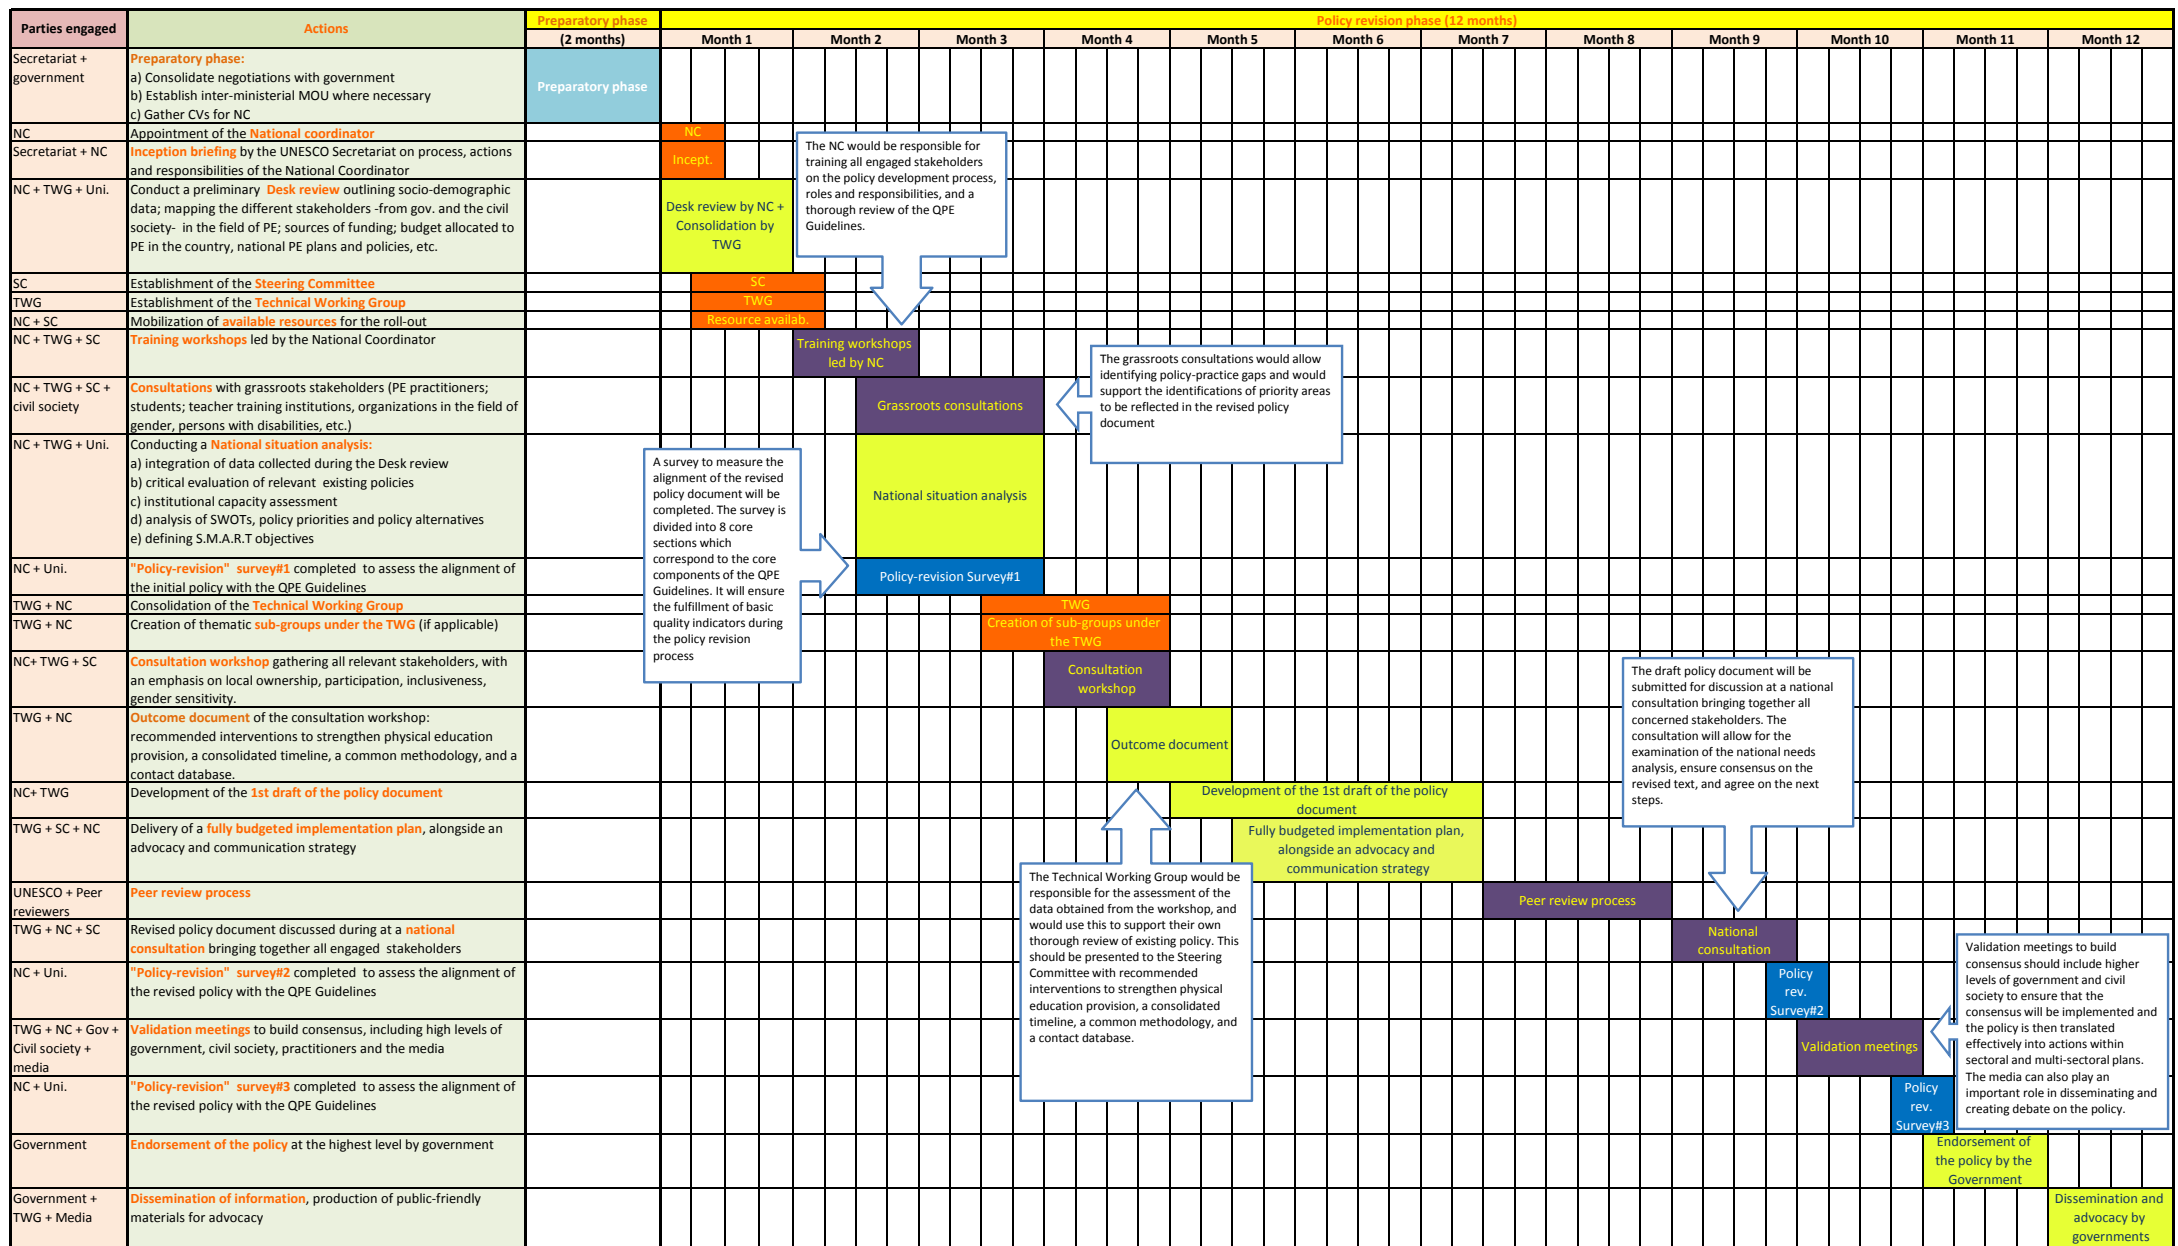 Parties engaged
Actions
Preparatory phase
Policy revision phase (12 months)
(2 months)
Month 1
Month 2
Month 3
Month 4
Month 5
Month 6
Month 7
Month 8
Month 9
Month 10
Month 11
Month 12
Secretariat +
government
Preparatory phase:
a) Consolidate negotiations with government
b) Establish inter-ministerial MOU where necessary
c) Gather CVs for NC
Preparatory phase
NC
Appointment of the National coordinator
NC
Secretariat + NC
Inception briefing by the UNESCO Secretariat on process, actions
and responsibilities of the National Coordinator
Incept.
The NC would be responsible for
training all engaged stakeholders
on the policy development process,
roles and responsibilities, and a
thorough review of the QPE
Guidelines.
NC + TWG + Uni.
Conduct a preliminary Desk review outlining socio-demographic
data; mapping the different stakeholders -from gov. and the civil
society- in the field of PE; sources of funding; budget allocated to
PE in the country, national PE plans and policies, etc.
Desk review by NC +
Consolidation by
TWG
SC
Establishment of the Steering Committee
SC
TWG
Establishment of the Technical Working Group
TWG
NC + SC
Mobilization of available resources for the roll-out
Resource availab.
NC + TWG + SC
Training workshops led by the National Coordinator
Training workshops
led by NC
NC + TWG + SC +
civil society
Consultations with grassroots stakeholders (PE practitioners;
students; teacher training institutions, organizations in the field of
gender, persons with disabilities, etc.)
Grassroots consultations
The grassroots consultations would allow
identifying policy-practice gaps and would
support the identifications of priority areas
to be reflected in the revised policy
document
NC + TWG + Uni.
Conducting a National situation analysis:
a) integration of data collected during the Desk review
b) critical evaluation of relevant existing policies
c) institutional capacity assessment
d) analysis of SWOTs, policy priorities and policy alternatives
e) defining S.M.A.R.T objectives
National situation analysis
A survey to measure the
alignment of the revised
policy document will be
completed. The survey is
divided into 8 core
sections which
correspond to the core
components of the QPE
Guidelines. It will ensure
the fulfillment of basic
quality indicators during
the policy revision
process
NC + Uni.
"Policy-revision" survey#1 completed to assess the alignment of
the initial policy with the QPE Guidelines
Policy-revision Survey#1
TWG + NC
Consolidation of the Technical Working Group
TWG
TWG + NC
Creation of thematic sub-groups under the TWG (if applicable)
Creation of sub-groups under
the TWG
NC+ TWG + SC
Consultation workshop gathering all relevant stakeholders, with
an emphasis on local ownership, participation, inclusiveness,
gender sensitivity.
Consultation
workshop
TWG + NC
Outcome document of the consultation workshop:
recommended interventions to strengthen physical education
provision, a consolidated timeline, a common methodology, and a
contact database.
Outcome document
The draft policy document will be
submitted for discussion at a national
consultation bringing together all
concerned stakeholders. The
consultation will allow for the
examination of the national needs
analysis, ensure consensus on the
revised text, and agree on the next
steps.
NC+ TWG
Development of the 1st draft of the policy document
Development of the 1st draft of the policy
document
TWG + SC + NC
Delivery of a fully budgeted implementation plan, alongside an
advocacy and communication strategy
Fully budgeted implementation plan,
alongside an advocacy and
communication strategy
The Technical Working Group would be
responsible for the assessment of the
data obtained from the workshop, and
would use this to support their own
thorough review of existing policy. This
should be presented to the Steering
Committee with recommended
interventions to strengthen physical
education provision, a consolidated
timeline, a common methodology, and
a contact database.
UNESCO + Peer
reviewers
Peer review process
Peer review process
TWG + NC + SC
Revised policy document discussed during at a national
consultation bringing together all engaged stakeholders
National
consultation
NC + Uni.
"Policy-revision" survey#2 completed to assess the alignment of
the revised policy with the QPE Guidelines
Policy
rev.
Survey#2
Validation meetings to build
consensus should include higher
levels of government and civil
society to ensure that the
consensus will be implemented and
the policy is then translated
effectively into actions within
sectoral and multi-sectoral plans.
The media can also play an
important role in disseminating and
creating debate on the policy.
TWG + NC + Gov +
Civil society +
media
Validation meetings to build consensus, including high levels of
government, civil society, practitioners and the media
Validation meetings
NC + Uni.
"Policy-revision" survey#3 completed to assess the alignment of
the revised policy with the QPE Guidelines
Policy
rev.
Survey#3
Government
Endorsement of the policy at the highest level by government
Endorsement of
the policy by the
Government
Government +
TWG + Media
Dissemination of information, production of public-friendly
materials for advocacy
Dissemination and
advocacy by
governments